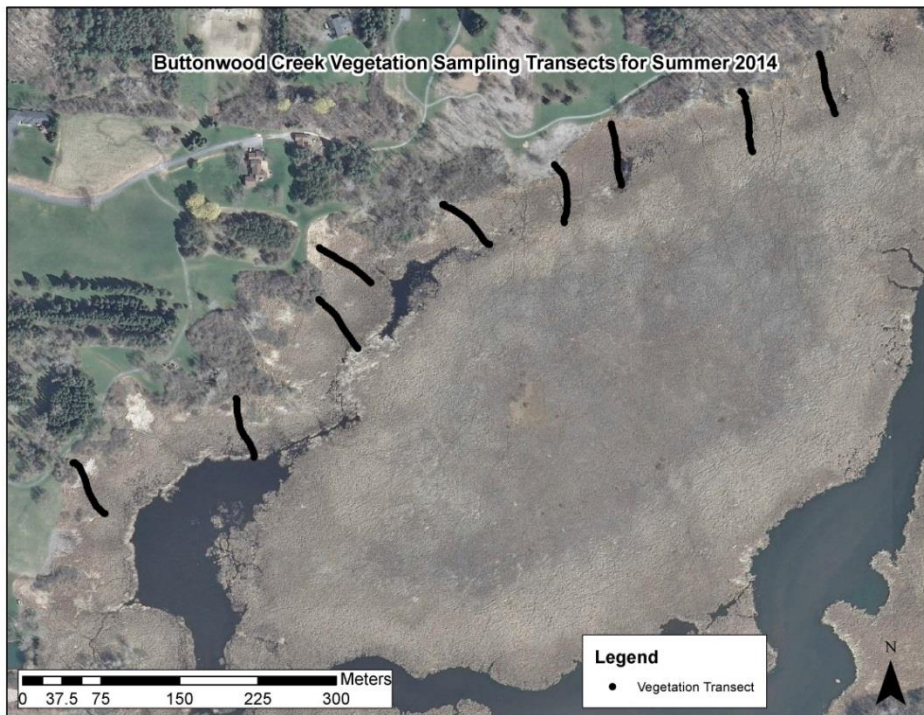 Buttonwood Creek Vegetation Sampling Transects for Summer 2014
Legend
Vegetation Transect
N
Meters
0 37.5 75 150 225 300